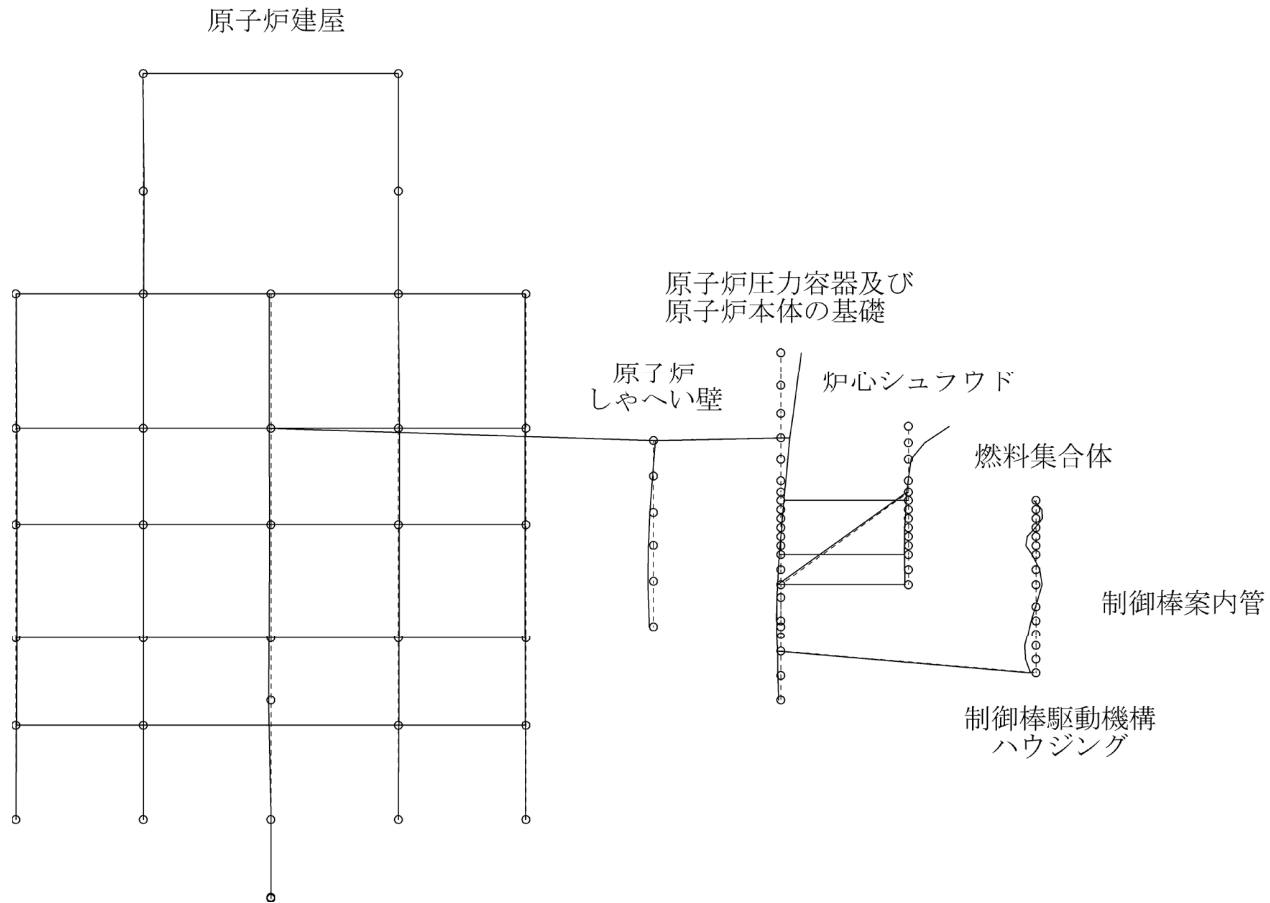 原子炉建屋
原子炉圧力容器及び
原子炉本体の基礎
原子炉
しゃへい壁
炉心シュラウド
燃料集合体
制御棒案内管
制御棒駆動機構
ハウジング